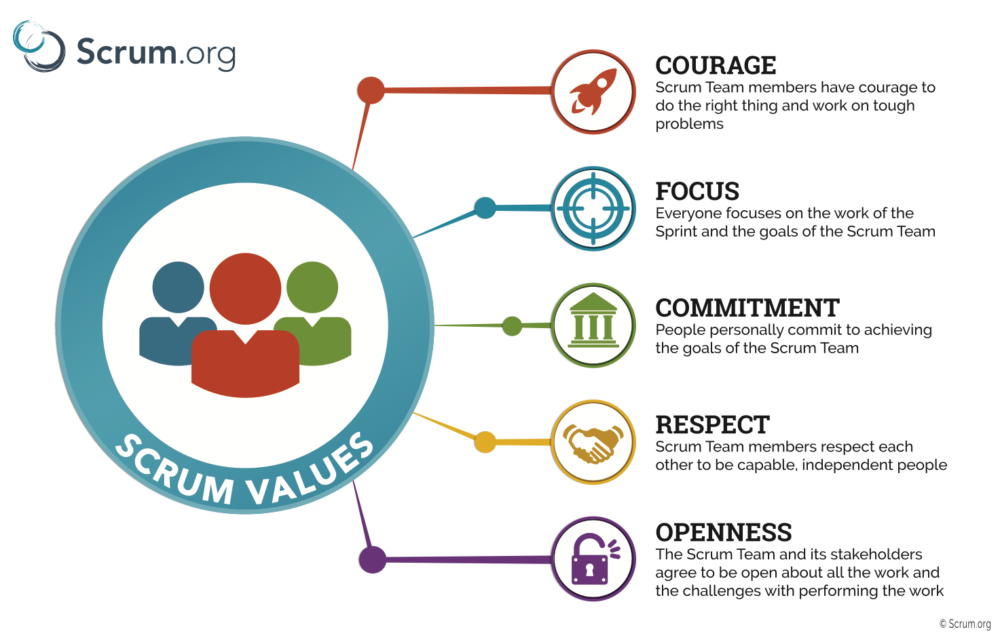 Scrum.org
COURAGE
Scrum Team members have courage to
do the right thing and work on tough
problems
FOCUS
Everyone focuses on the work of the
Sprint and the goals of the Scrum Team
COMMITMENT
People personally commit to achieving
the goals of the Scrum Team
RESPECT
Scrum Team members respect each
other to be capable, independent people
OPENNESS
The Scrum Team and its stakeholders
agree to be open about all the work and
the challenges with performing the work
SCRUM VALUES
© Scrum.org